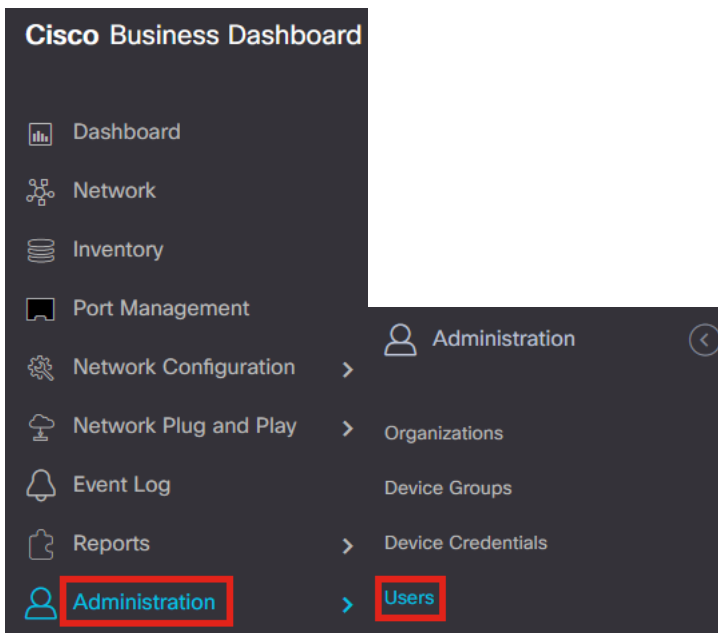 Cisco Business Dashboard
Dashboard
Network
Inventory
Port Management
Network Configuration
Network Plug and Play
Event Log
Reports
Administration
Administration
Organizations
Device Groups
Device Credentials
Users